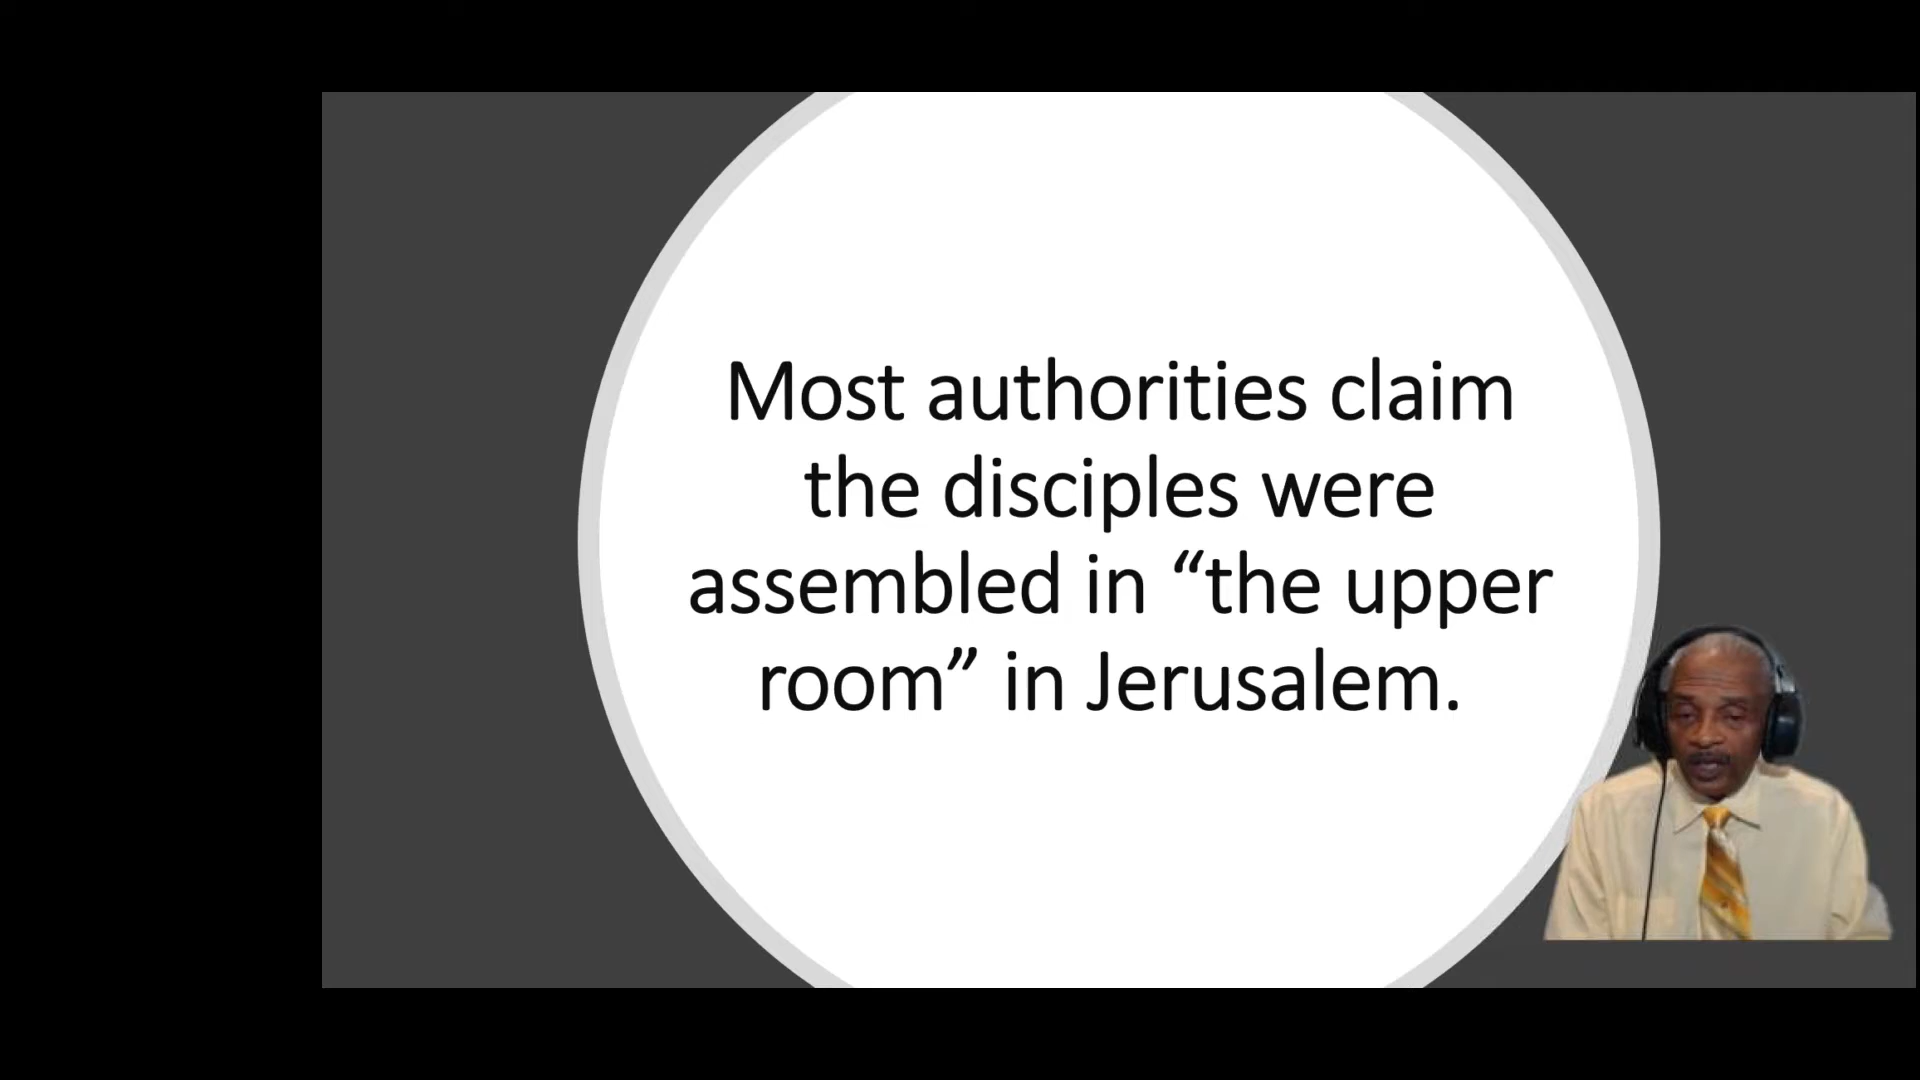 Most authorities claim
the disciples were
assembled in “the upper
room” in Jerusalem.